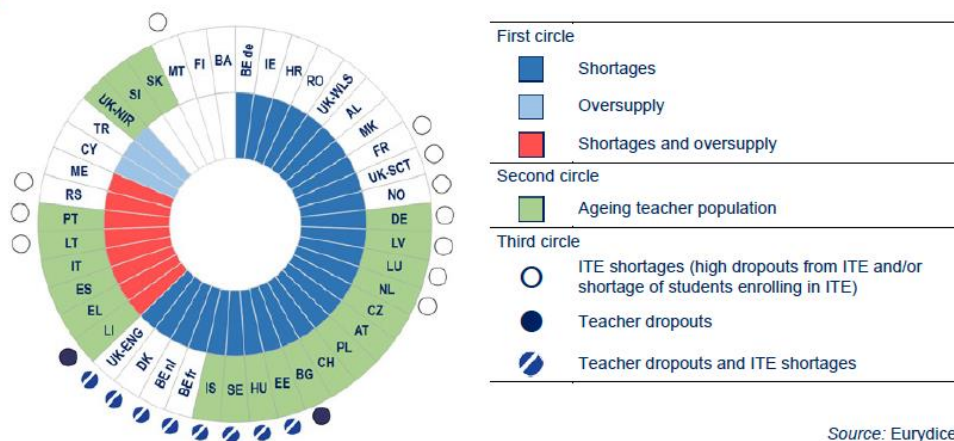 BE de
IE
HR
RO
UK-WLS
AL
MK
FR
UK-SCT
NO
DE
LV
LU
NL
CZ
AT
PL
CH
BG
EE
HU
SE
IS
BE fr
BE nl
DK
UK-ENG
LI
EL
ES
IT
LT
PT
RS
ME
CY
TR
UK-NIR
SI
SK
MT
FI
BA
First circle
Shortages
Oversupply
Shortages and oversupply
Second circle
Ageing teacher population
Third circle
ITE shortages (high dropouts from ITE and/or
shortage of students enrolling in ITE)
Teacher dropouts
Teacher dropouts and ITE shortages
Source: Eurydice